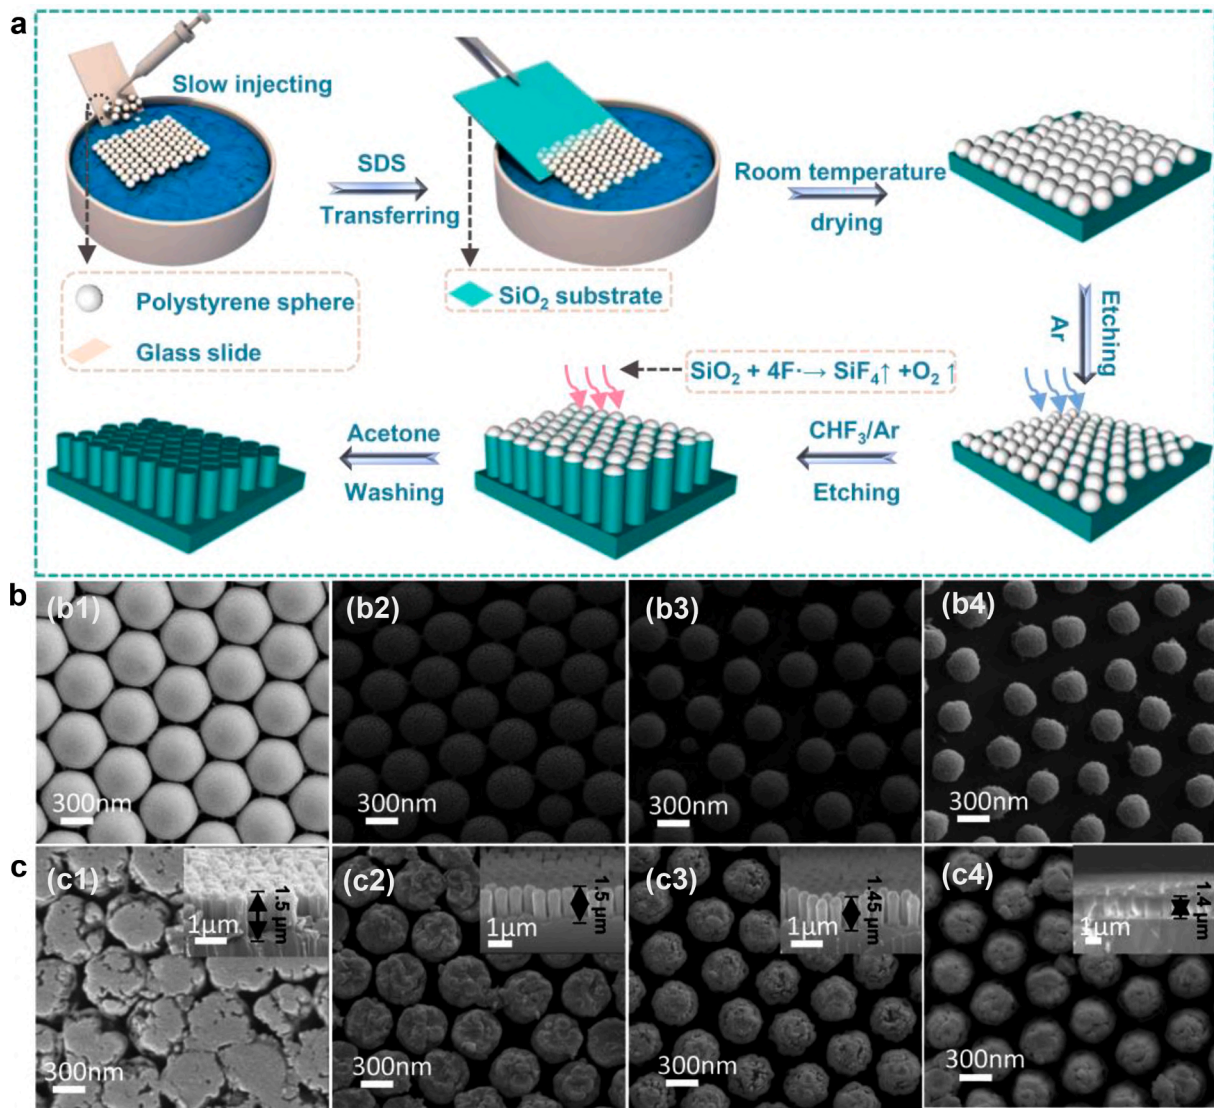 a
Slow injecting
SDS
Transferring
Room temperature
drying
Polystyrene sphere
Glass slide
SiO₂ substrate
Etching
Ar
SiO₂ + 4F·→ SiF₄↑ +O₂ ↑
CHF₃/Ar
Etching
Acetone
Washing
b
(b1)
300nm
(b2)
300nm
(b3)
300nm
(b4)
300nm
c
(c1)
1.5 μm
1μm
300nm
(c2)
1.5 μm
1μm
300nm
(c3)
1.45 μm
1μm
300nm
(c4)
1.4 μm
1μm
300nm